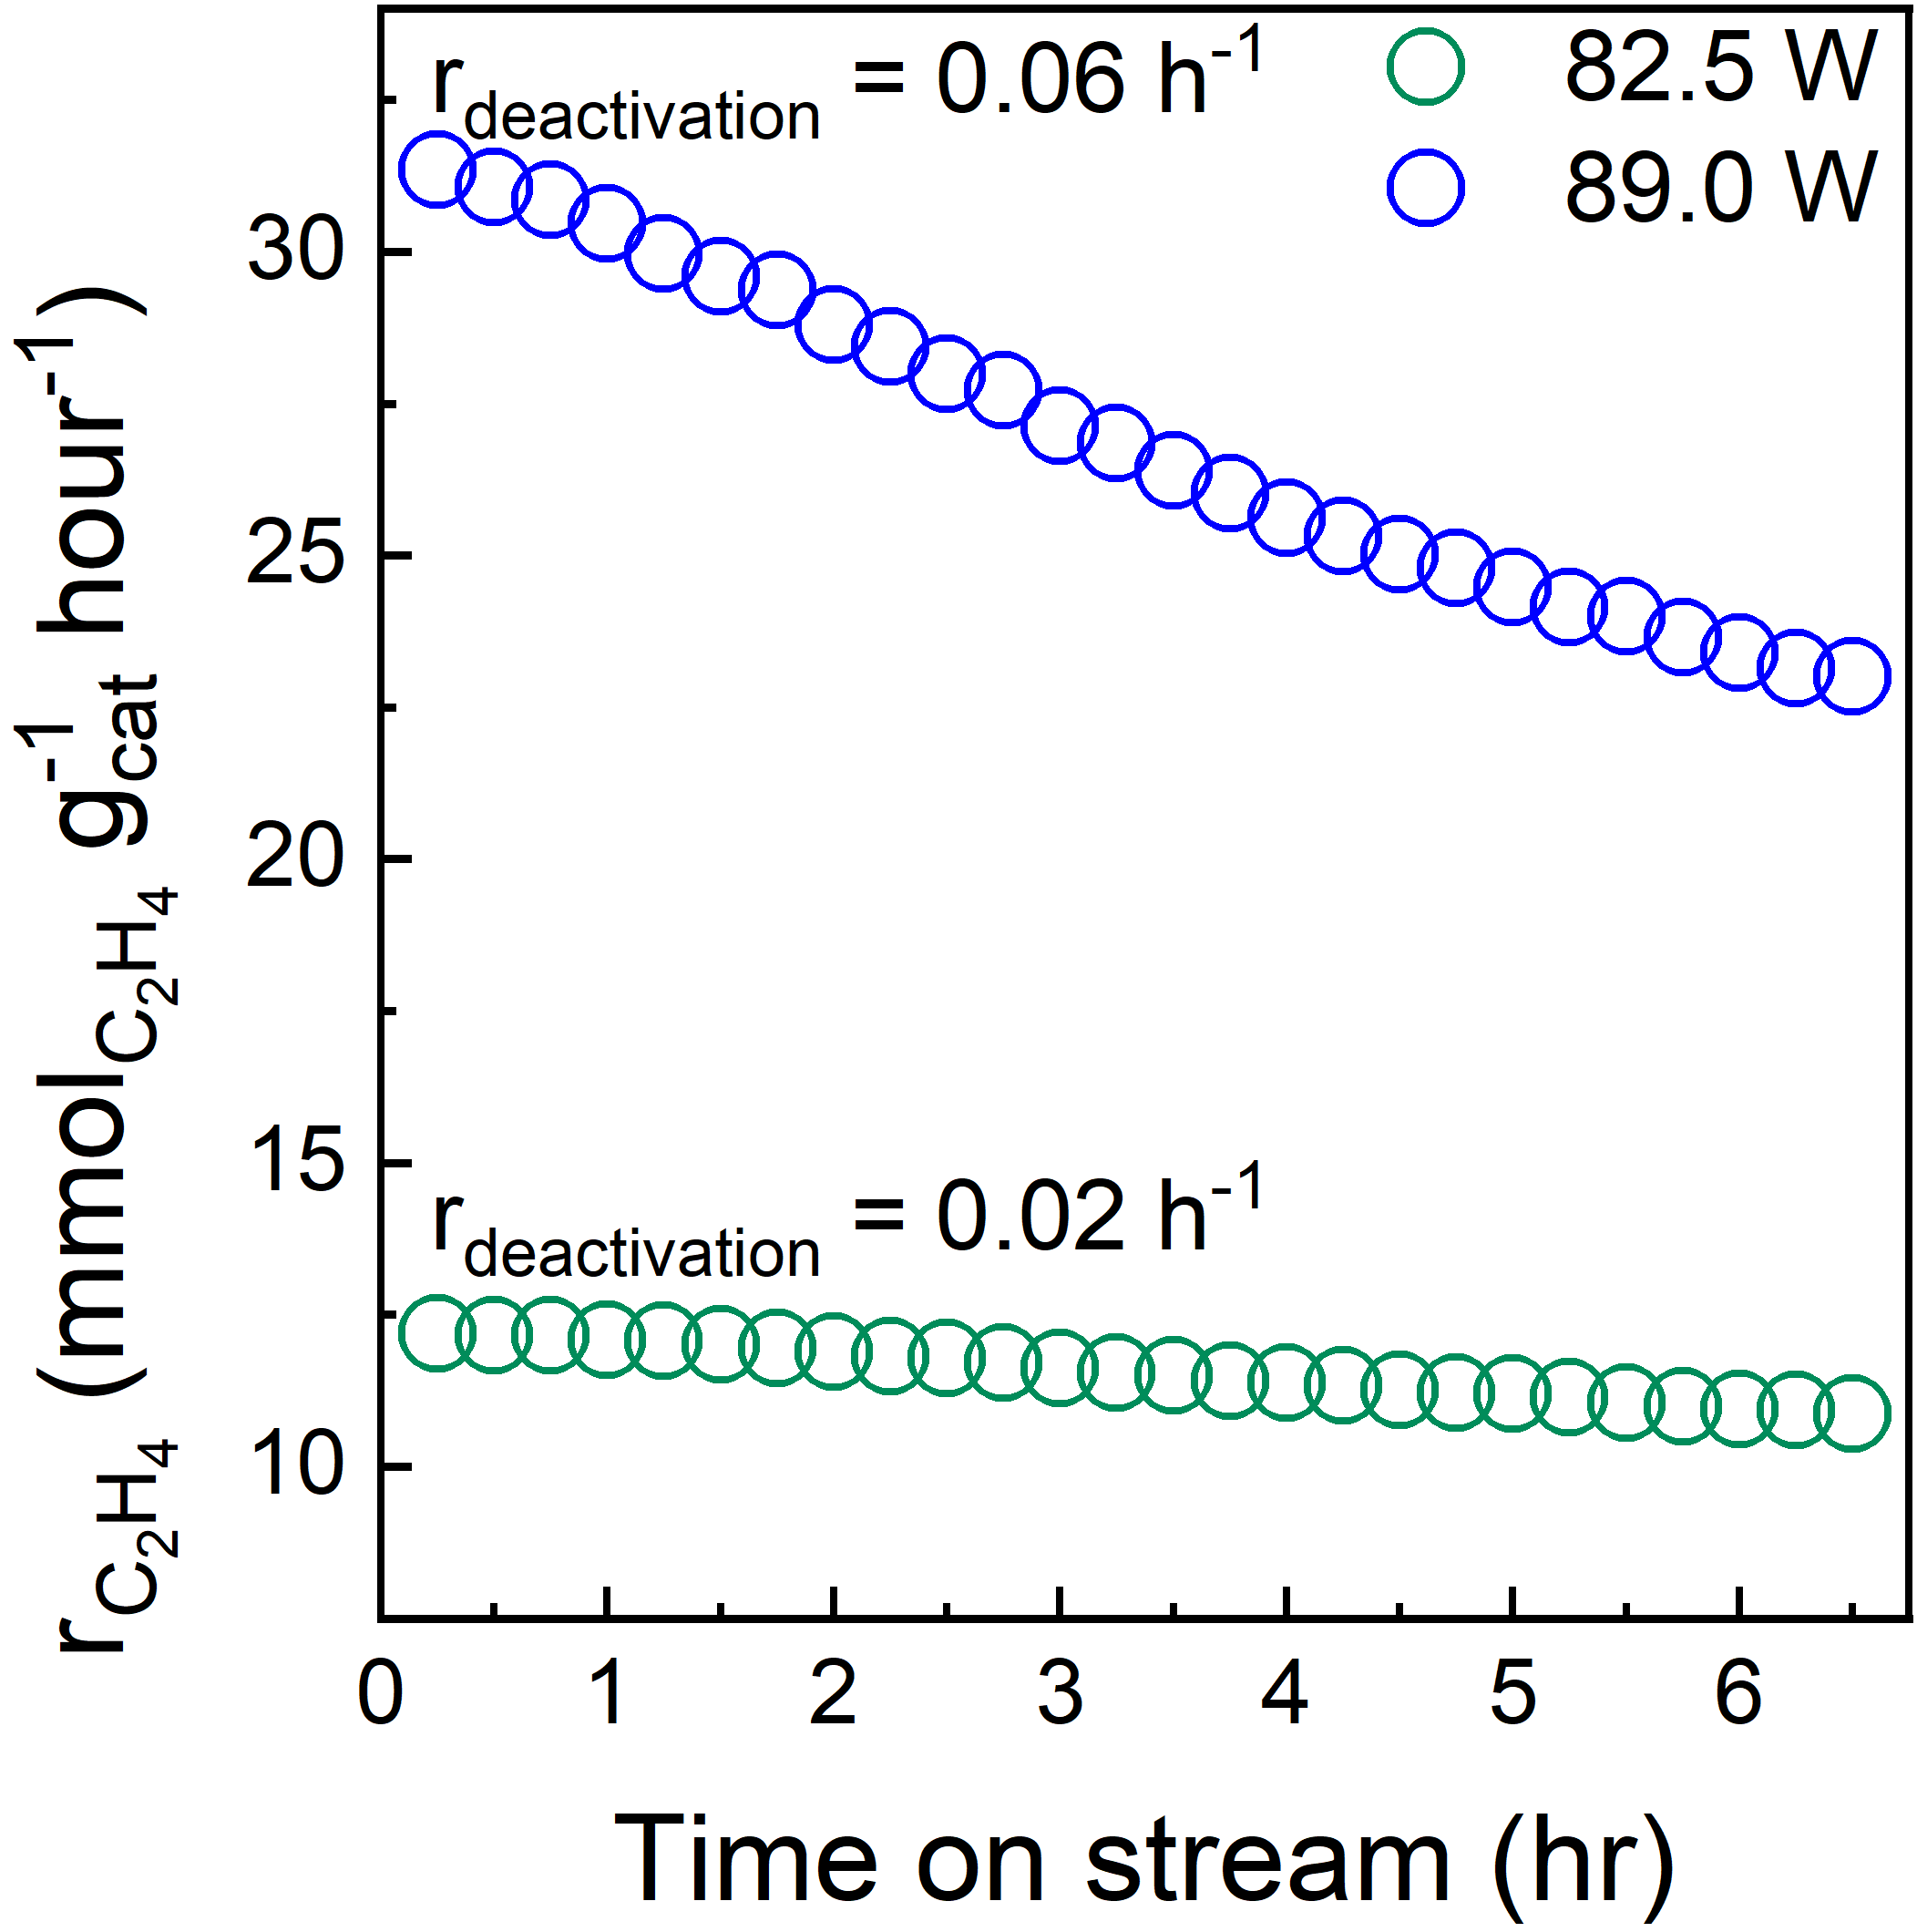 r_deactivation = 0.06 h⁻¹
82.5 W
89.0 W
30
25
20
15
10
r_deactivation = 0.02 h⁻¹
0 1 2 3 4 5 6
Time on stream (hr)
r_C₂H₄ (mmol_C₂H₄ g_cat⁻¹ hour⁻¹)